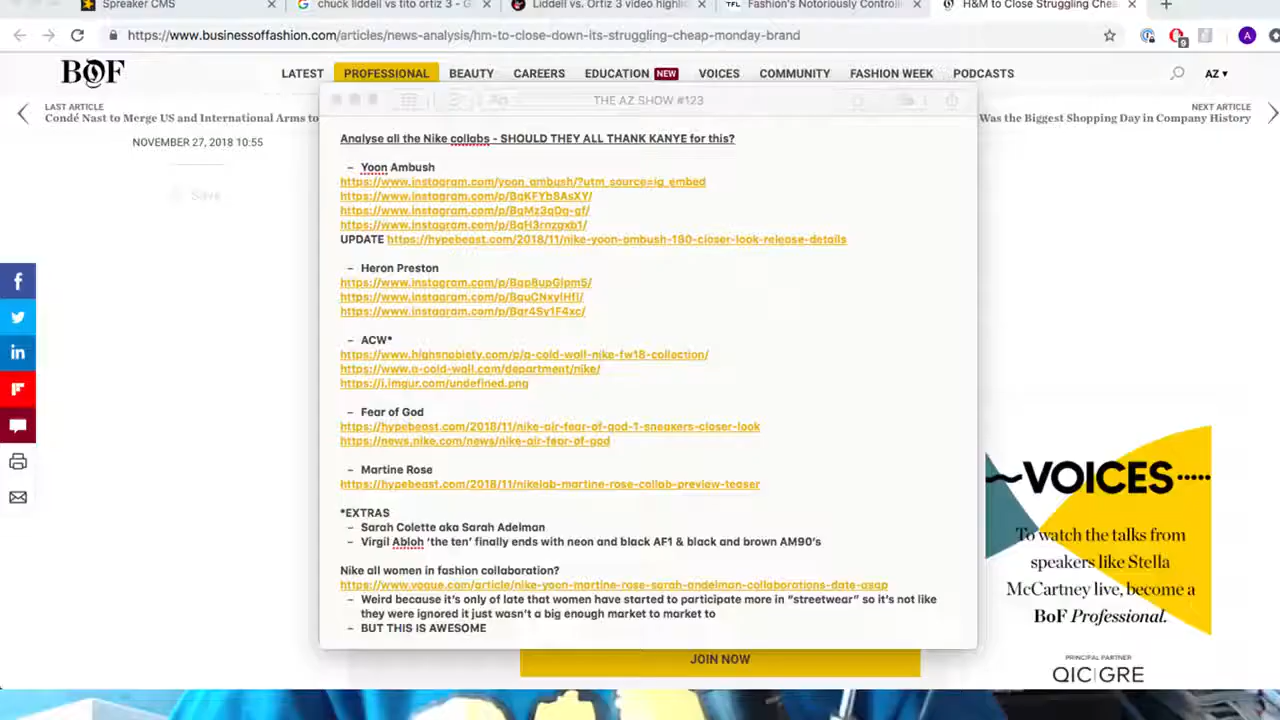 Spreaker CMS
chuck liddell vs tito ortiz 3 - G
Liddell vs. Ortiz 3 video highlig
TFL
Fashion's Notoriously Controlli
H&M to Close Struggling Chea
https://www.businessoffashion.com/articles/news-analysis/hm-to-close-down-its-struggling-cheap-monday-brand
9
A
BOF
LATEST
PROFESSIONAL
BEAUTY
CAREERS
EDUCATION NEW
VOICES
COMMUNITY
FASHION WEEK
PODCASTS
AZ
LAST ARTICLE
Condé Nast to Merge US and International Arms to
NEXT ARTICLE
Was the Biggest Shopping Day in Company History
NOVEMBER 27, 2018 10:55
Save
THE AZ SHOW #123
Analyse all the Nike collabs - SHOULD THEY ALL THANK KANYE for this?
– Yoon Ambush
https://www.instagram.com/yoon_ambush/?utm_source=ig_embed
UPDATE https://hypebeast.com/2018/11/nike-yoon-ambush-180-closer-look-release-details
– Heron Preston
– ACW*
https://www.highsnobiety.com/p/a-cold-wall-nike-fw18-collection/
https://www.a-cold-wall.com/department/nike/
https://i.imgur.com/undefined.png
– Fear of God
https://hypebeast.com/2018/11/nike-air-fear-of-god-1-sneakers-closer-look
https://news.nike.com/news/nike-air-fear-of-god
– Martine Rose
https://hypebeast.com/2018/11/nikelab-martine-rose-collab-preview-teaser
*EXTRAS
– Sarah Colette aka Sarah Adelman
– Virgil Abloh 'the ten' finally ends with neon and black AF1 & black and brown AM90's
Nike all women in fashion collaboration?
https://www.vogue.com/article/nike-yoon-martine-rose-sarah-andelman-collaborations-date-asap
– Weird because it's only of late that women have started to participate more in "streetwear" so it's not like
they were ignored it just wasn't a big enough market to market to
– BUT THIS IS AWESOME
JOIN NOW
VOICES
To watch the talks from
speakers like Stella
McCartney live, become a
BoF Professional.
PRINCIPAL PARTNER
QIC|GRE